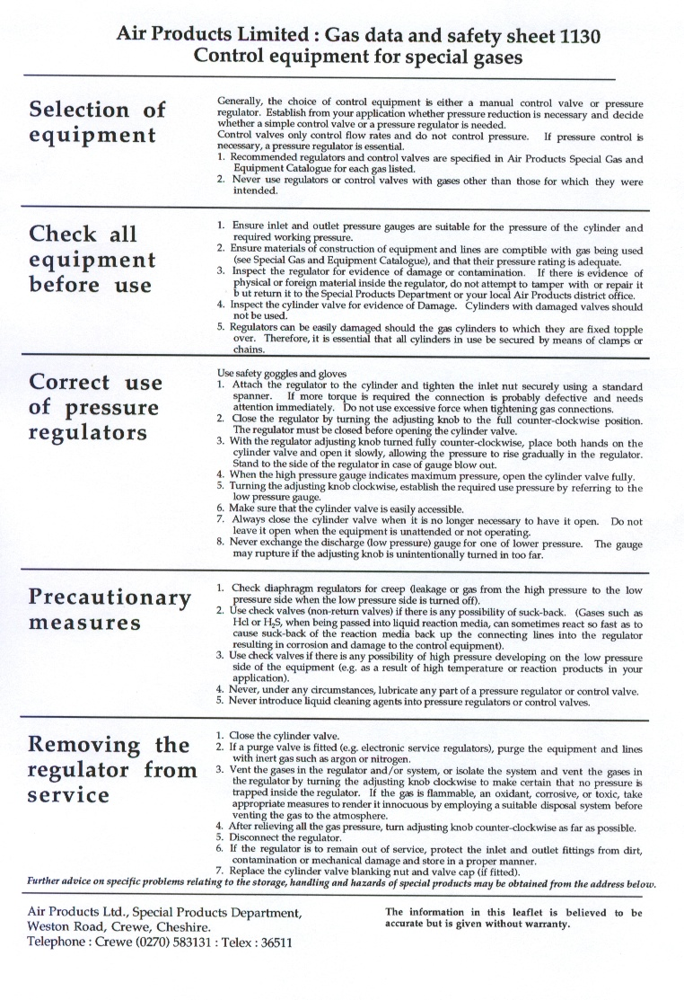 Air Products Limited : Gas data and safety sheet 1130
Control equipment for special gases
Selection of
equipment
Generally, the choice of control equipment is either a manual control valve or pressure
regulator. Establish from your application whether pressure reduction is necessary and decide
whether a simple control valve or a pressure regulator is needed.
Control valves only control flow rates and do not control pressure. If pressure control is
necessary, a pressure regulator is essential.
1. Recommended regulators and control valves are specified in Air Products Special Gas and
Equipment Catalogue for each gas listed.
2. Never use regulators or control valves with gases other than those for which they were
intended.
Check all
equipment
before use
1. Ensure inlet and outlet pressure gauges are suitable for the pressure of the cylinder and
required working pressure.
2. Ensure materials of construction of equipment and lines are comptible with gas being used
(see Special Gas and Equipment Catalogue), and that their pressure rating is adequate.
3. Inspect the regulator for evidence of damage or contamination. If there is evidence of
physical or foreign material inside the regulator, do not attempt to tamper with or repair it
b ut return it to the Special Products Department or your local Air Products district office.
4. Inspect the cylinder valve for evidence of Damage. Cylinders with damaged valves should
not be used.
5. Regulators can be easily damaged should the gas cylinders to which they are fixed topple
over. Therefore, it is essential that all cylinders in use be secured by means of clamps or
chains.
Correct use
of pressure
regulators
Use safety goggles and gloves
1. Attach the regulator to the cylinder and tighten the inlet nut securely using a standard
spanner. If more torque is required the connection is probably defective and needs
attention immediately. Do not use excessive force when tightening gas connections.
2. Close the regulator by turning the adjusting knob to the full counter-clockwise position.
The regulator must be closed before opening the cylinder valve.
3. With the regulator adjusting knob turned fully counter-clockwise, place both hands on the
cylinder valve and open it slowly, allowing the pressure to rise gradually in the regulator.
Stand to the side of the regulator in case of gauge blow out.
4. When the high pressure gauge indicates maximum pressure, open the cylinder valve fully.
5. Turning the adjusting knob clockwise, establish the required use pressure by referring to the
low pressure gauge.
6. Make sure that the cylinder valve is easily accessible.
7. Always close the cylinder valve when it is no longer necessary to have it open. Do not
leave it open when the equipment is unattended or not operating.
8. Never exchange the discharge (low pressure) gauge for one of lower pressure. The gauge
may rupture if the adjusting knob is unintentionally turned in too far.
Precautionary
measures
1. Check diaphragm regulators for creep (leakage or gas from the high pressure to the low
pressure side when the low pressure side is turned off).
2. Use check valves (non-return valves) if there is any possibility of suck-back. (Gases such as
Hcl or H₂S, when being passed into liquid reaction media, can sometimes react so fast as to
cause suck-back of the reaction media back up the connecting lines into the regulator
resulting in corrosion and damage to the control equipment).
3. Use check valves if there is any possibility of high pressure developing on the low pressure
side of the equipment (e.g. as a result of high temperature or reaction products in your
application).
4. Never, under any circumstances, lubricate any part of a pressure regulator or control valve.
5. Never introduce liquid cleaning agents into pressure regulators or control valves.
Removing the
regulator from
service
1. Close the cylinder valve.
2. If a purge valve is fitted (e.g. electronic service regulators), purge the equipment and lines
with inert gas such as argon or nitrogen.
3. Vent the gases in the regulator and/or system, or isolate the system and vent the gases in
the regulator by turning the adjusting knob clockwise to make certain that no pressure is
trapped inside the regulator. If the gas is flammable, an oxidant, corrosive, or toxic, take
appropriate measures to render it innocuous by employing a suitable disposal system before
venting the gas to the atmosphere.
4. After relieving all the gas pressure, turn adjusting knob counter-clockwise as far as possible.
5. Disconnect the regulator.
6. If the regulator is to remain out of service, protect the inlet and outlet fittings from dirt,
contamination or mechanical damage and store in a proper manner.
7. Replace the cylinder valve blanking nut and valve cap (if fitted).
Further advice on specific problems relating to the storage, handling and hazards of special products may be obtained from the address below.
Air Products Ltd., Special Products Department,
Weston Road, Crewe, Cheshire.
Telephone : Crewe (0270) 583131 : Telex : 36511
The information in this leaflet is believed to be
accurate but is given without warranty.